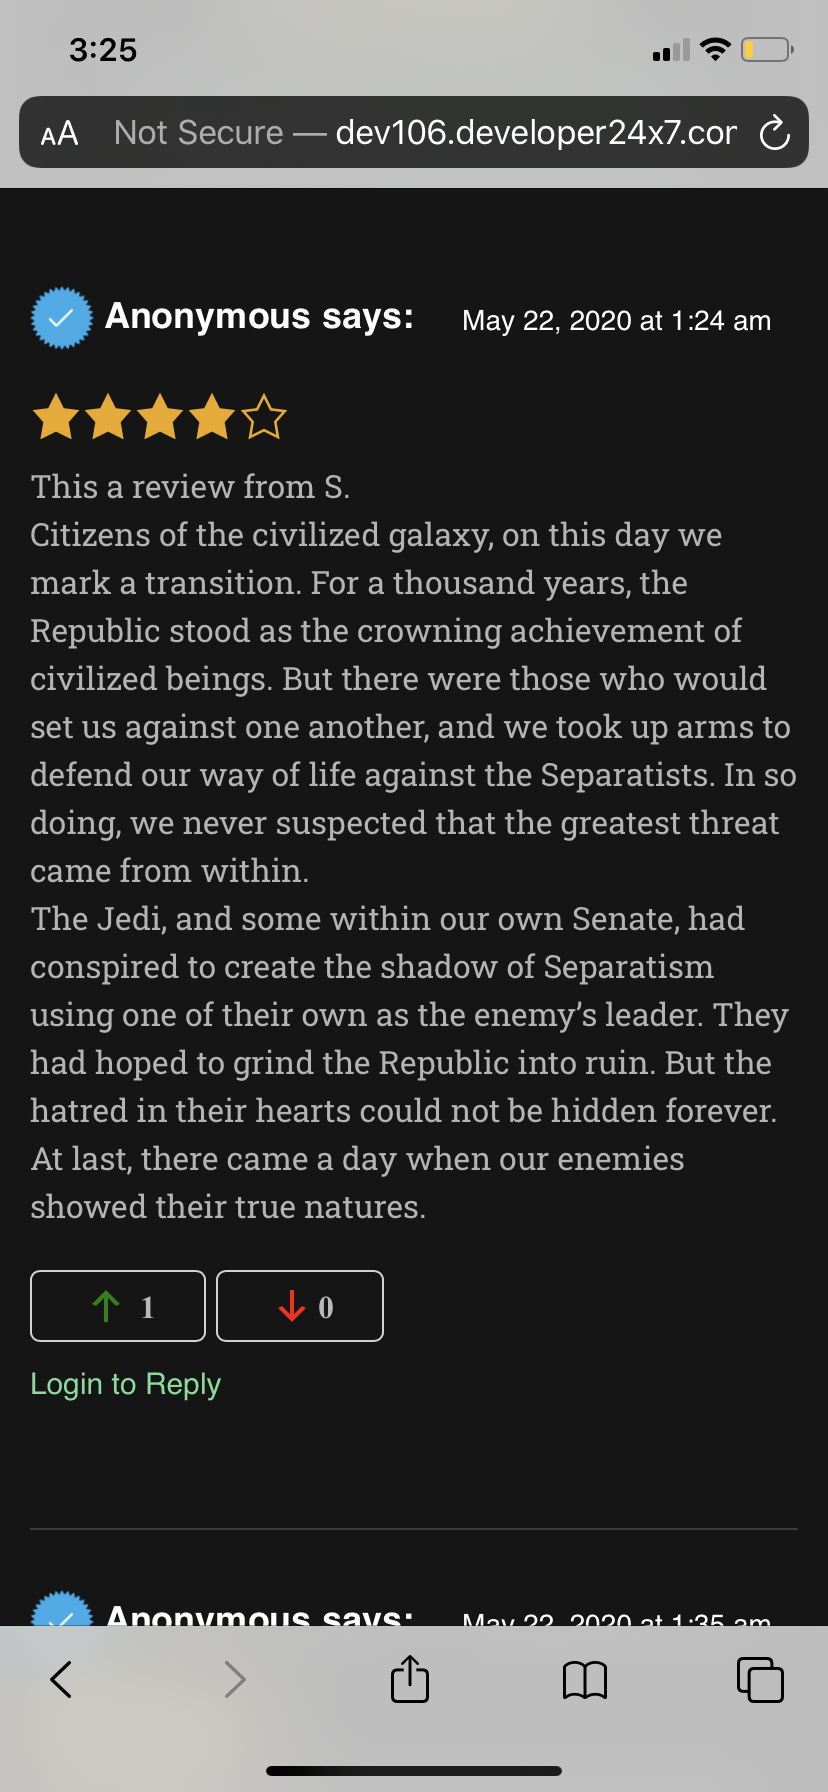 3:25
AA Not Secure — dev106.developer24x7.cor
Anonymous says: May 22, 2020 at 1:24 am
This a review from S.
Citizens of the civilized galaxy, on this day we
mark a transition. For a thousand years, the
Republic stood as the crowning achievement of
civilized beings. But there were those who would
set us against one another, and we took up arms to
defend our way of life against the Separatists. In so
doing, we never suspected that the greatest threat
came from within.
The Jedi, and some within our own Senate, had
conspired to create the shadow of Separatism
using one of their own as the enemy’s leader. They
had hoped to grind the Republic into ruin. But the
hatred in their hearts could not be hidden forever.
At last, there came a day when our enemies
showed their true natures.
1 0
Login to Reply
Anonymous says: May 22, 2020 at 1:35 am